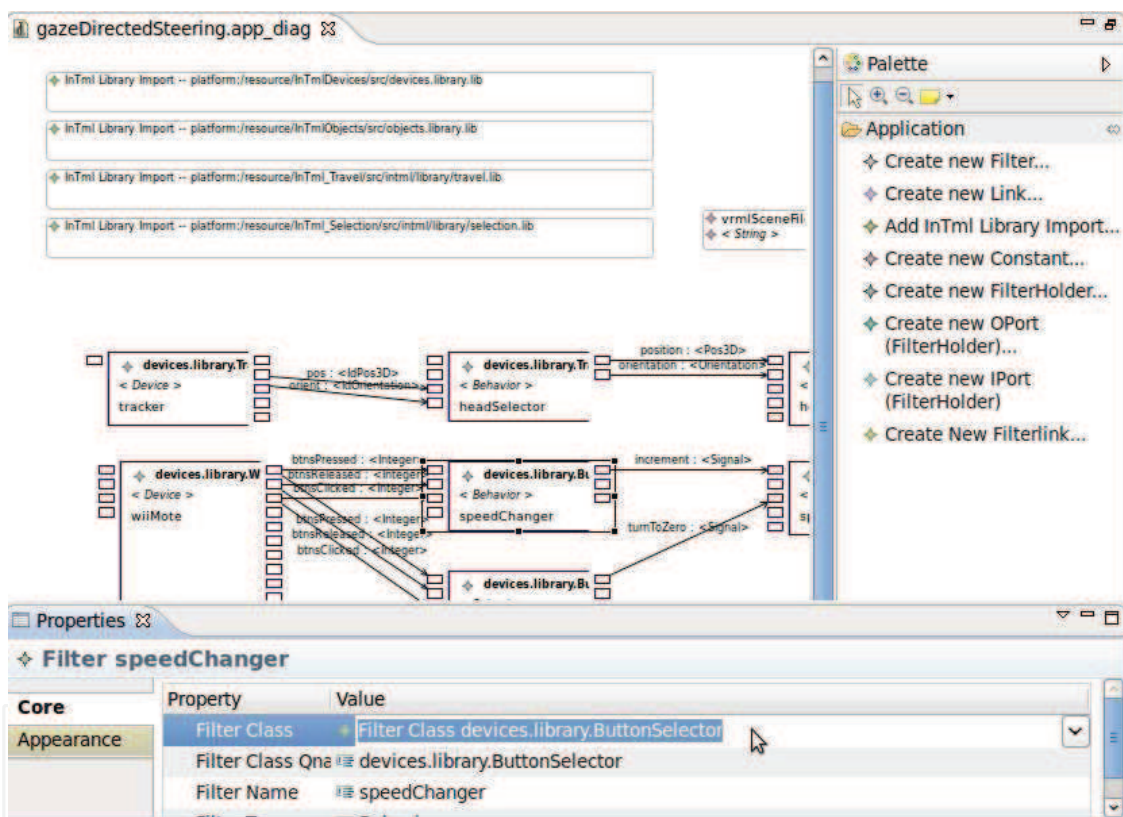 gazeDirectedSteering.app_diag
InTml Library Import -- platform:/resource/InTmlDevices/src/devices.library.lib
InTml Library Import -- platform:/resource/InTmlObjects/src/objects.library.lib
InTml Library Import -- platform:/resource/InTml_Travel/src/intml/library/travel.lib
InTml Library Import -- platform:/resource/InTml_Selection/src/intml/library/selection.lib
vrmlSceneFil
< String >
Palette
Application
Create new Filter...
Create new Link...
Add InTml Library Import...
Create new Constant...
Create new FilterHolder...
Create new OPort
(FilterHolder)...
Create new IPort
(FilterHolder)
Create New Filterlink...
devices.library.Tr
< Device >
tracker
pos : <IdPos3D>
orient : <IdOrientation>
devices.library.Tr
< Behavior >
headSelector
position : <Pos3D>
orientation : <Orientation>
<
h
devices.library.W
< Device >
wiiMote
btnsPressed : <Integer>
btnsReleased : <Integer>
btnsClicked : <Integer>
btnsPressed : <Integer>
btnsReleased : <Integer>
btnsClicked : <Integer>
devices.library.Bu
< Behavior >
speedChanger
increment : <Signal>
turnToZero : <Signal>
<
sp
devices.library.Bu
Properties
Filter speedChanger
Core
Appearance
Property Value
Filter Class Filter Class devices.library.ButtonSelector
Filter Class Qna devices.library.ButtonSelector
Filter Name speedChanger